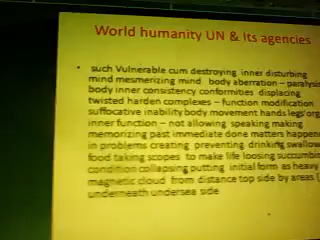 World humanity UN & Its agencies
• such Vulnerable cum destroying inner disturbing
mind mesmerizing mind body aberration – paralysis
body inner consistency conformities displacing
twisted harden complexes – function modification
suffocative inability body movement hands legs
inner function – not allowing speaking making
memorizing past immediate done matters happen
in problems creating preventing drinking swallow
food taking scopes to make life loosing succumbin
condition collapsing putting initial form as heavy
magnetic cloud from distance top side by areas
underneath undersea side